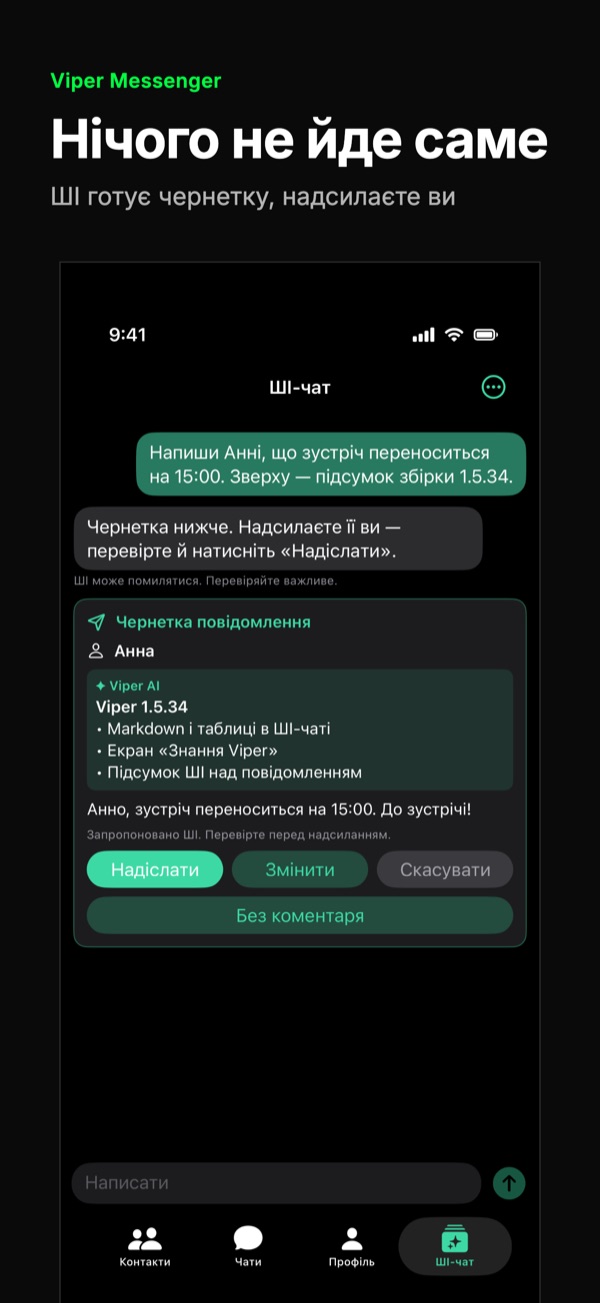 Viper Messenger
Нічого не йде саме
ШІ готує чернетку, надсилаєте ви
9:41
ШІ-чат
Напиши Анні, що зустріч переноситься
на 15:00. Зверху — підсумок збірки 1.5.34.
Чернетка нижче. Надсилаєте її ви —
перевірте й натисніть «Надіслати».
ШІ може помилятися. Перевіряйте важливе.
Чернетка повідомлення
Анна
Viper AI
Viper 1.5.34
• Markdown і таблиці в ШІ-чаті
• Екран «Знання Viper»
• Підсумок ШІ над повідомленням
Анно, зустріч переноситься на 15:00. До зустрічі!
Запропоновано ШІ. Перевірте перед надсиланням.
Надіслати Змінити Скасувати
Без коментаря
Написати
Контакти Чати Профіль ШІ-чат